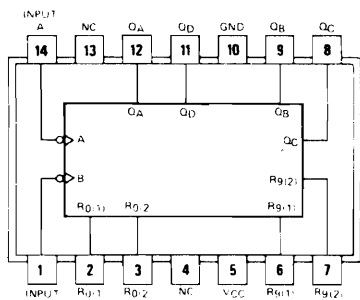 INPUT
A NC QA QD GND QB QC
14 13 12 11 10 9 8
QA QD QB
A QC
B R9(2)
R0(1) R0(2 R9(1)
1 2 3 4 5 6 7
INPUT R0(1 R0(2 NC VCC R9(1) R9(2)